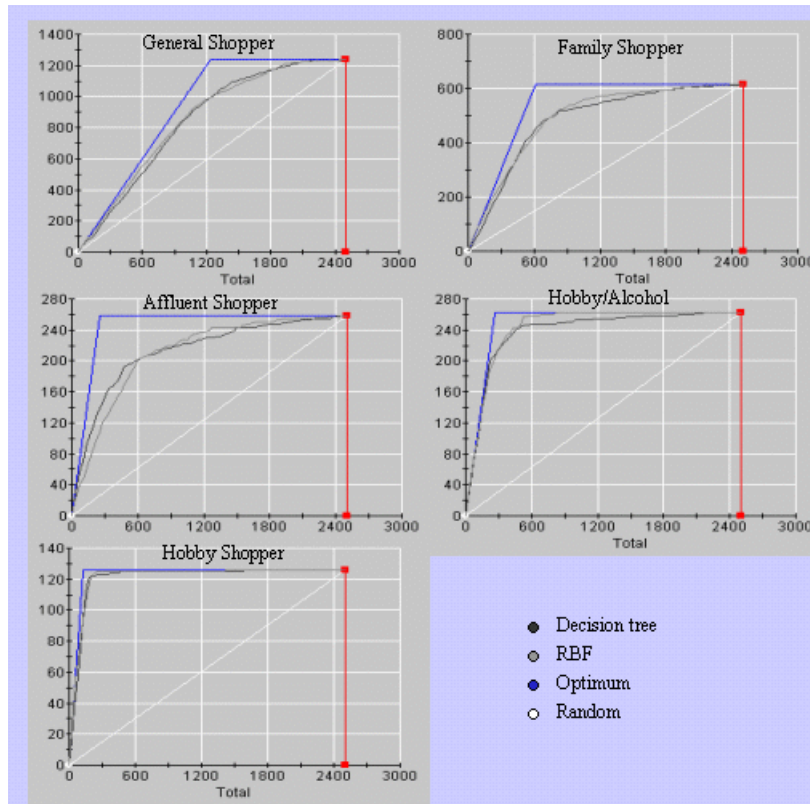 General Shopper
1400
1200
1000
800
600
400
200
0
0 600 1200 1800 2400 3000
Total
Family Shopper
800
600
400
200
0
0 600 1200 1800 2400 3000
Total
Affluent Shopper
280
240
200
160
120
80
40
0
0 600 1200 1800 2400 3000
Total
Hobby/Alcohol
280
240
200
160
120
80
40
0
0 600 1200 1800 2400 3000
Total
Hobby Shopper
140
120
100
80
60
40
20
0
0 600 1200 1800 2400 3000
Total
Decision tree
RBF
Optimum
Random